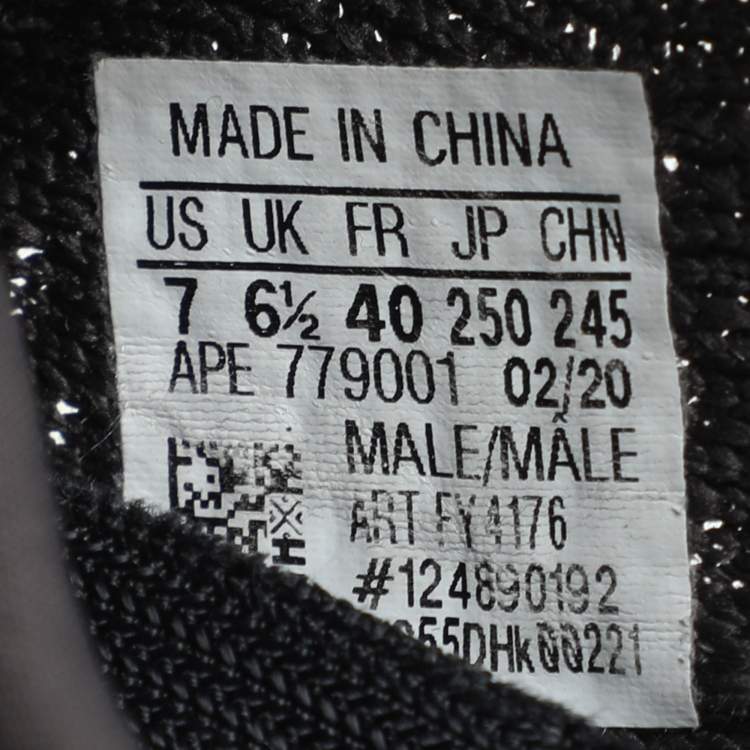 MADE IN CHINA
US UK FR JP CHN
7 6½ 40 250 245
APE 779001 02/20
MALE/MÂLE
ART FY4176
#124890192